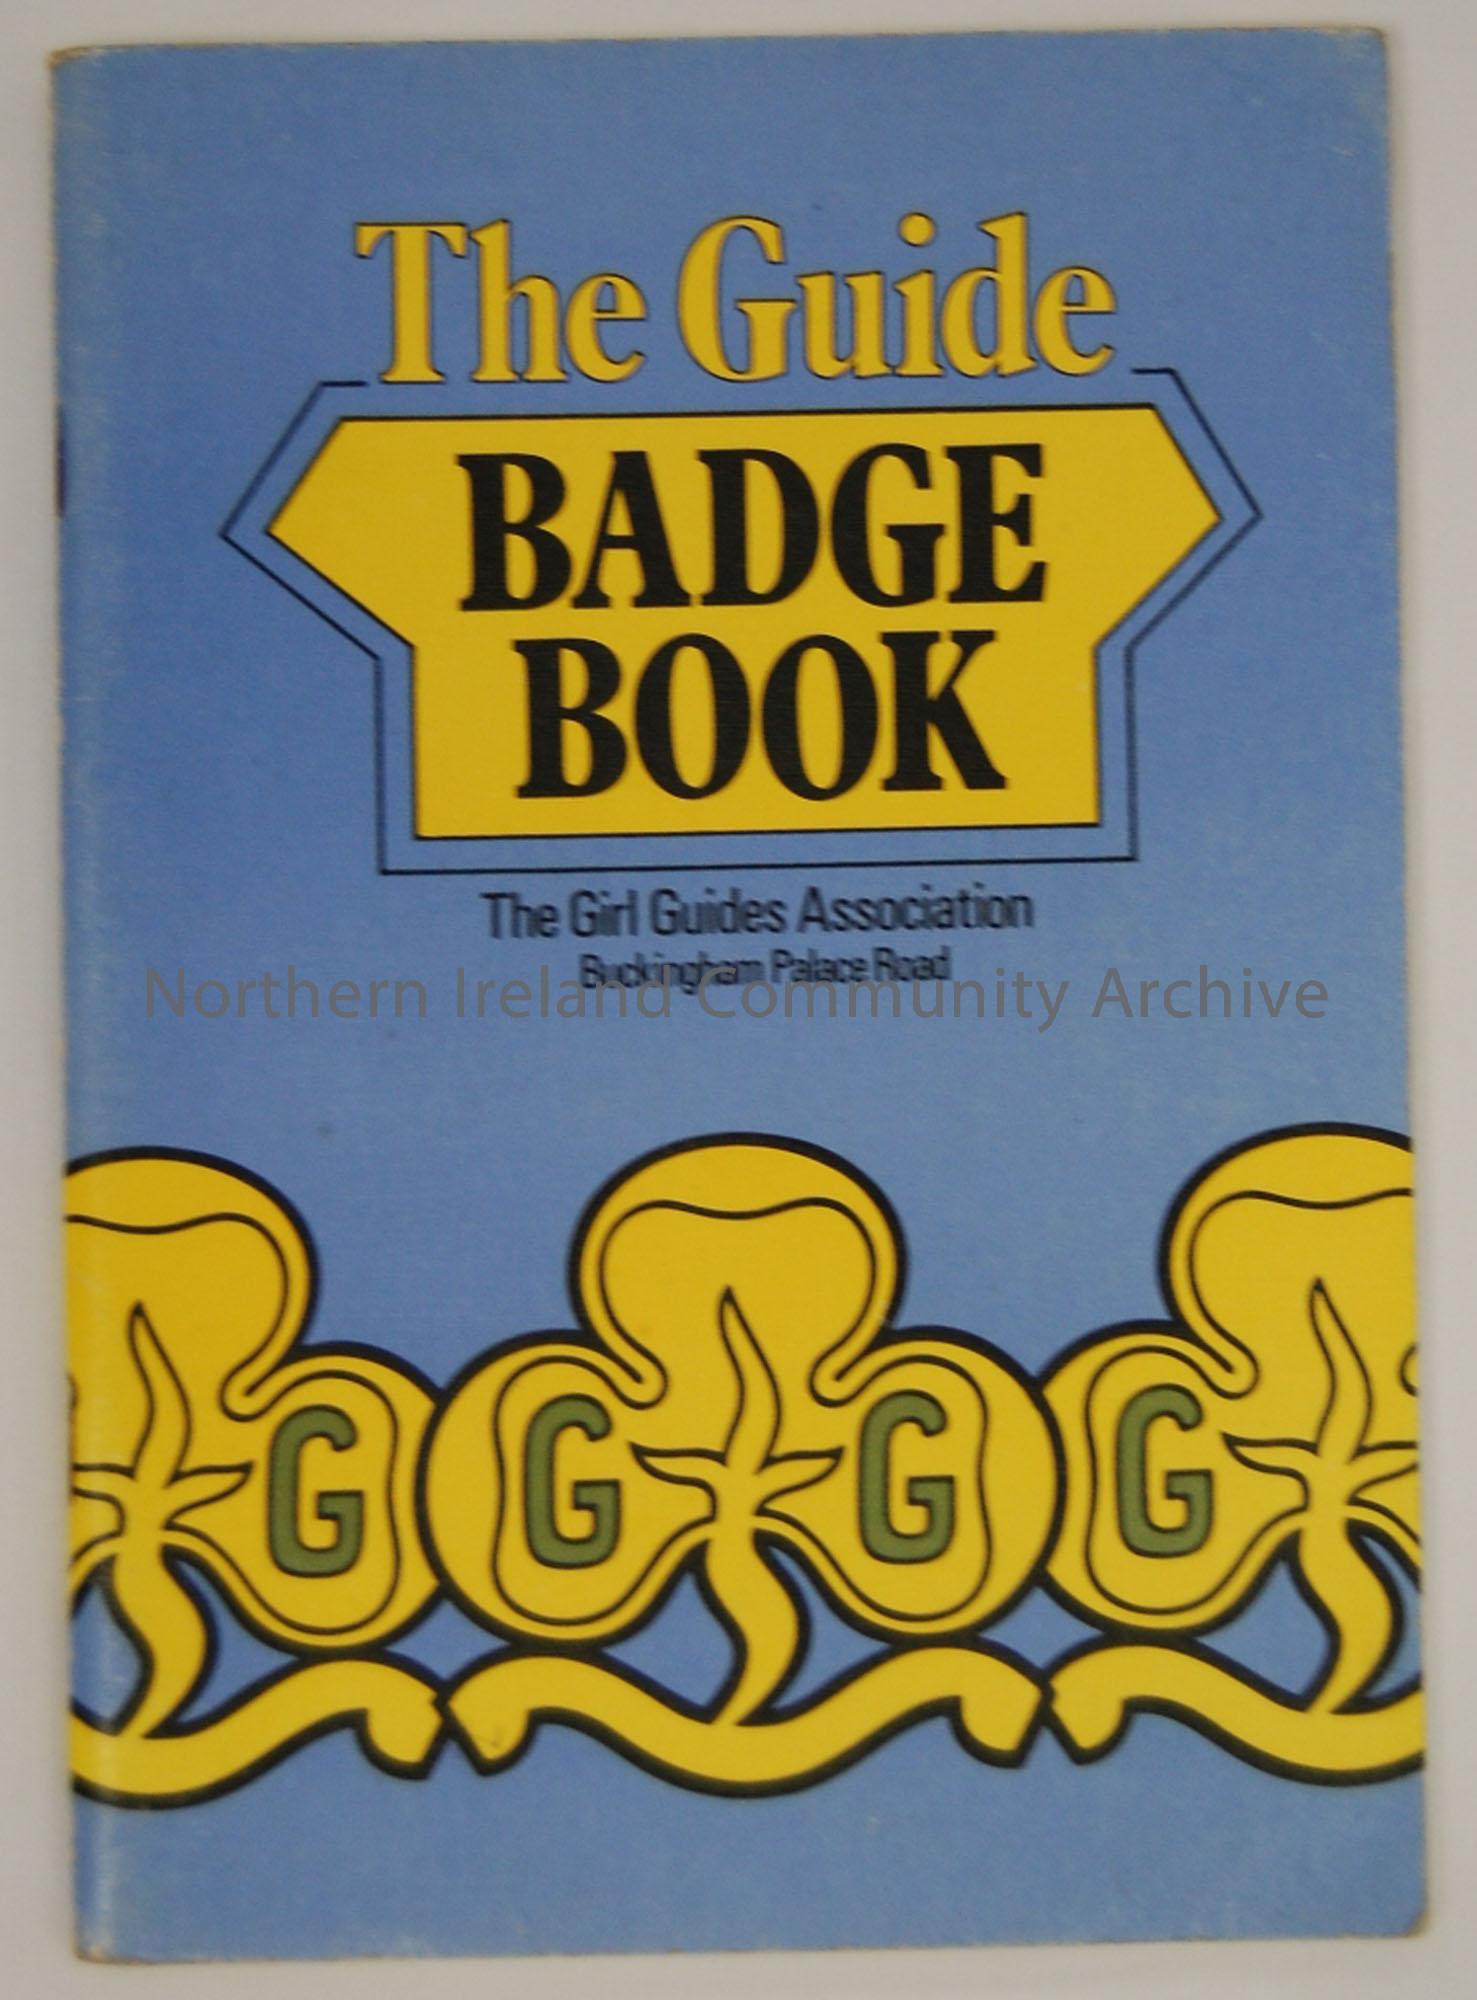 The Guide
BADGE
BOOK
The Girl Guides Association
Buckingham Palace Road
Northern Ireland Community Archive
G G G G